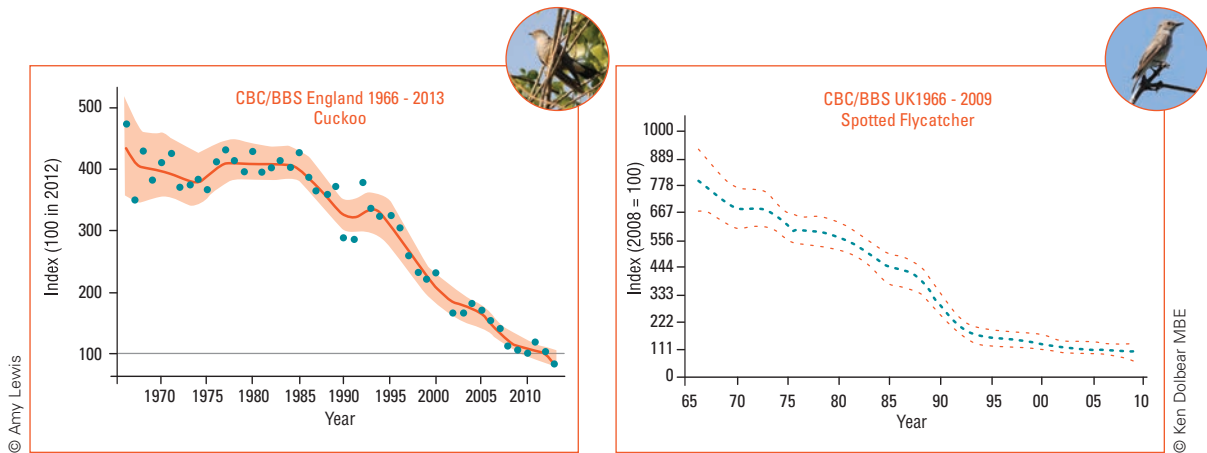 CBC/BBS England 1966 - 2013
Cuckoo
Index (100 in 2012)
500
400
300
200
100
1970 1975 1980 1985 1990 1995 2000 2005 2010
Year
© Amy Lewis
CBC/BBS UK1966 - 2009
Spotted Flycatcher
Index (2008 = 100)
1000
889
778
667
556
444
333
222
111
0
65 70 75 80 85 90 95 00 05 10
Year
© Ken Dolbear MBE